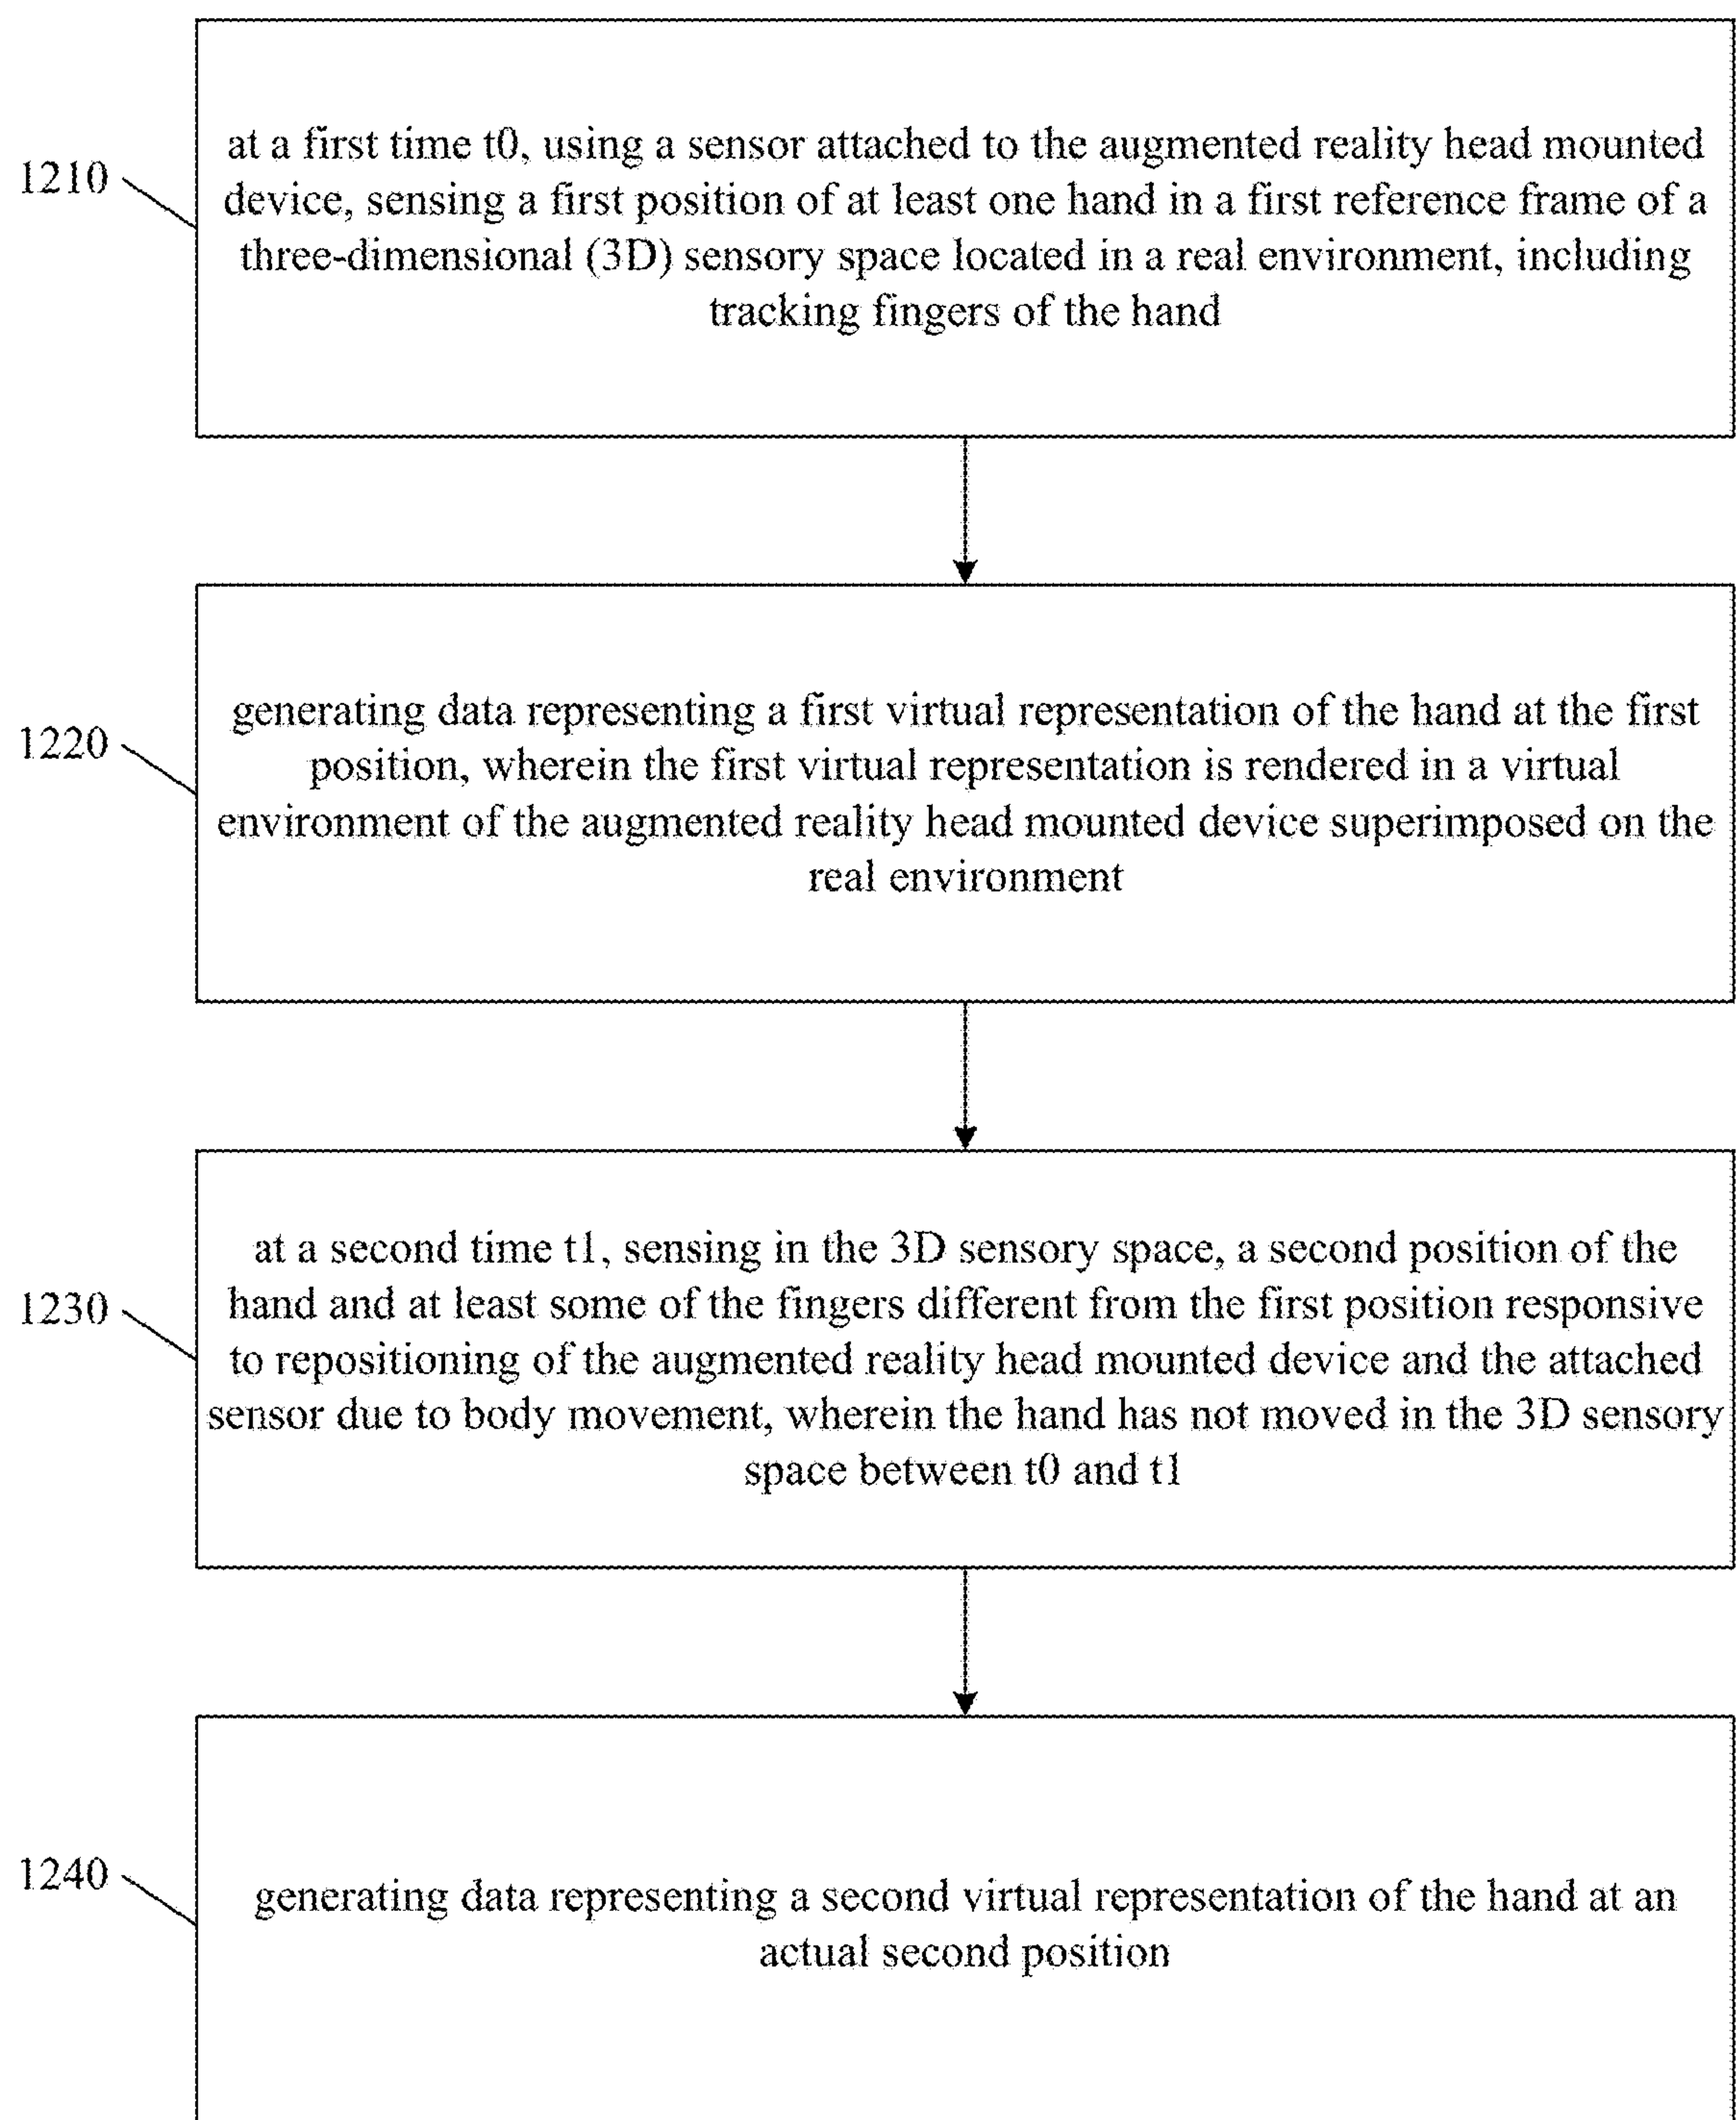 1210
at a first time t0, using a sensor attached to the augmented reality head mounted
device, sensing a first position of at least one hand in a first reference frame of a
three-dimensional (3D) sensory space located in a real environment, including
tracking fingers of the hand
1220
generating data representing a first virtual representation of the hand at the first
position, wherein the first virtual representation is rendered in a virtual
environment of the augmented reality head mounted device superimposed on the
real environment
1230
at a second time t1, sensing in the 3D sensory space, a second position of the
hand and at least some of the fingers different from the first position responsive
to repositioning of the augmented reality head mounted device and the attached
sensor due to body movement, wherein the hand has not moved in the 3D sensory
space between t0 and t1
1240
generating data representing a second virtual representation of the hand at an
actual second position